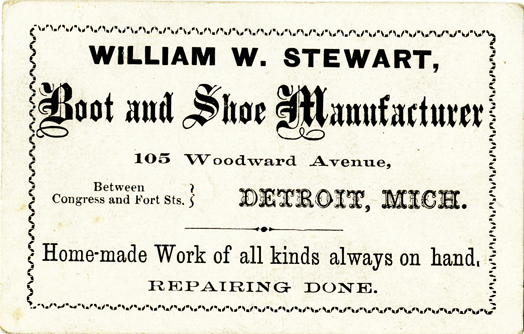 WILLIAM W. STEWART,
Boot and Shoe Manufacturer
105 Woodward Avenue,
Between
Congress and Fort Sts. }
DETROIT, MICH.
Home-made Work of all kinds always on hand.
REPAIRING DONE.